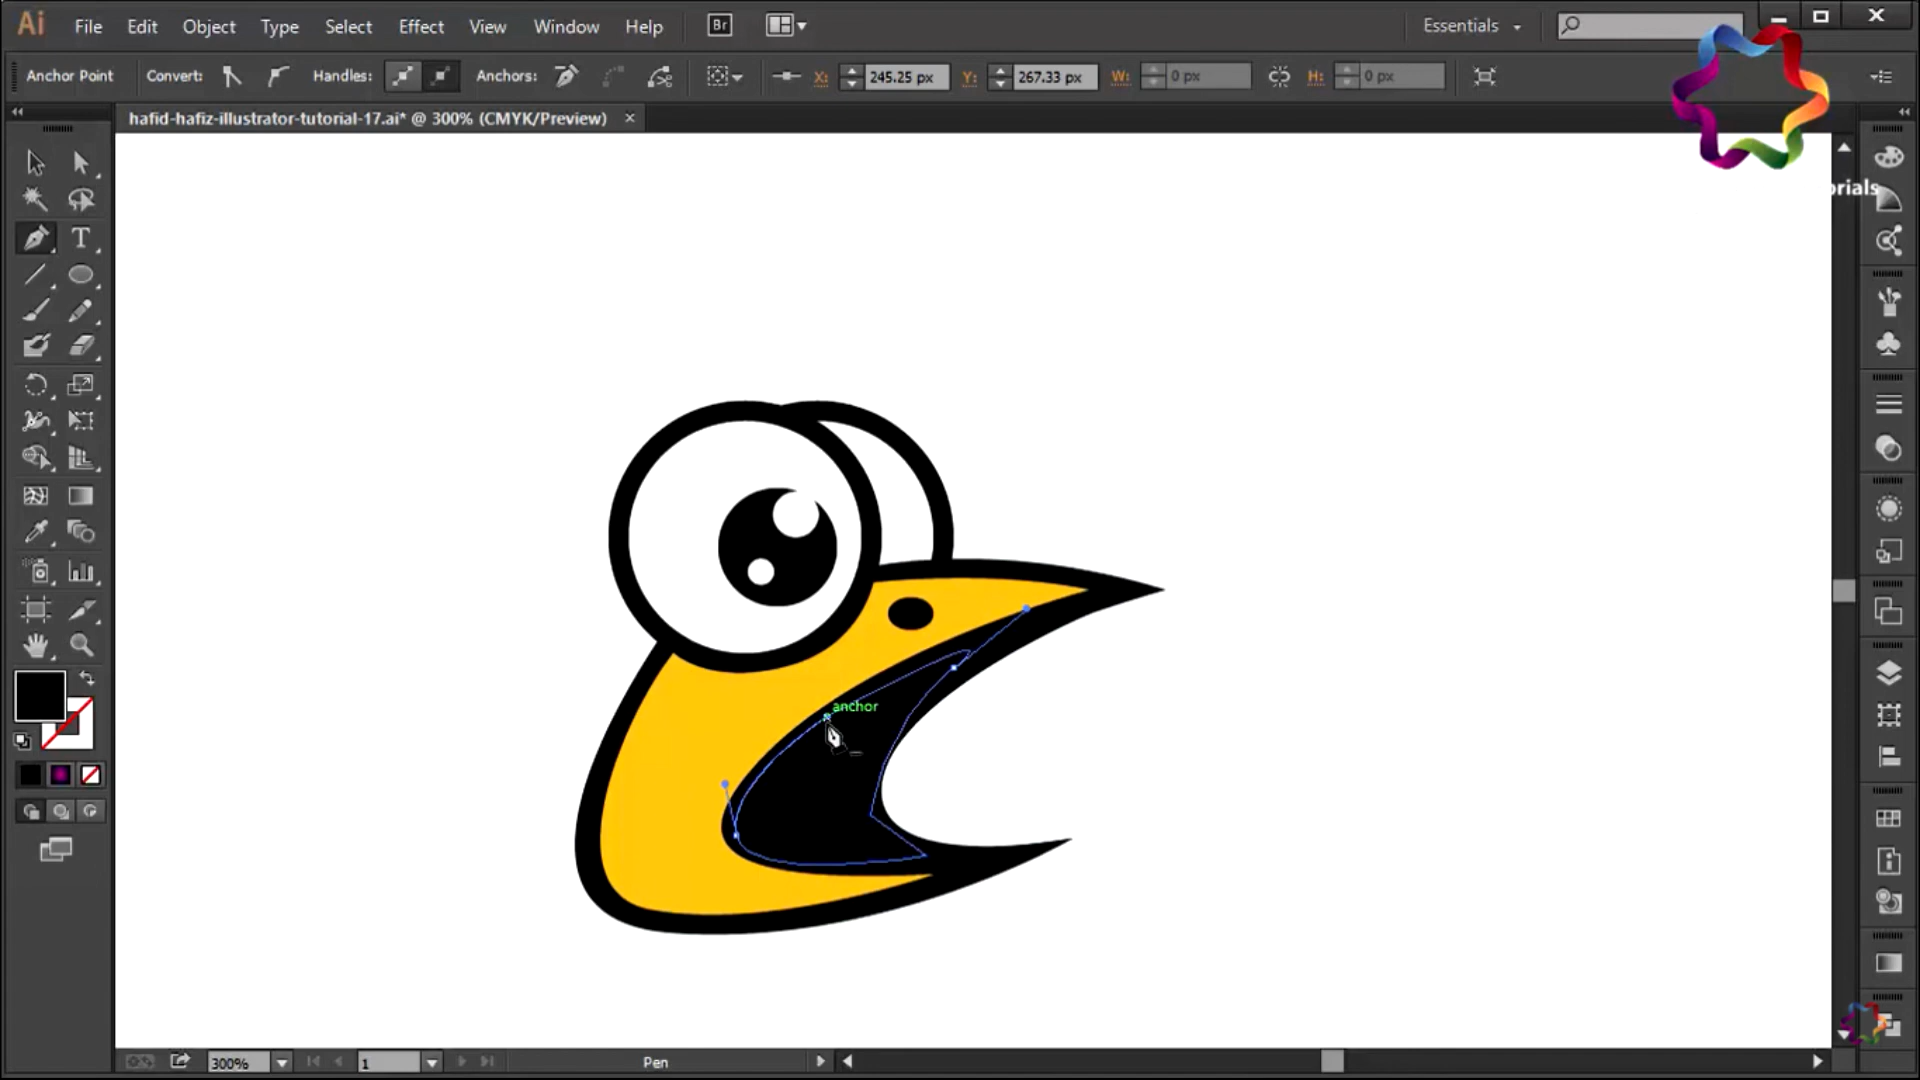 Ai File Edit Object Type Select Effect View Window Help Br Essentials
Anchor Point Convert: Handles: Anchors: X: 245.25 px Y: 267.33 px W: 0 px H: 0 px
hafid-hafiz-illustrator-tutorial-17.ai* @ 300% (CMYK/Preview) ×
orials
T
anchor
300% 1 Pen